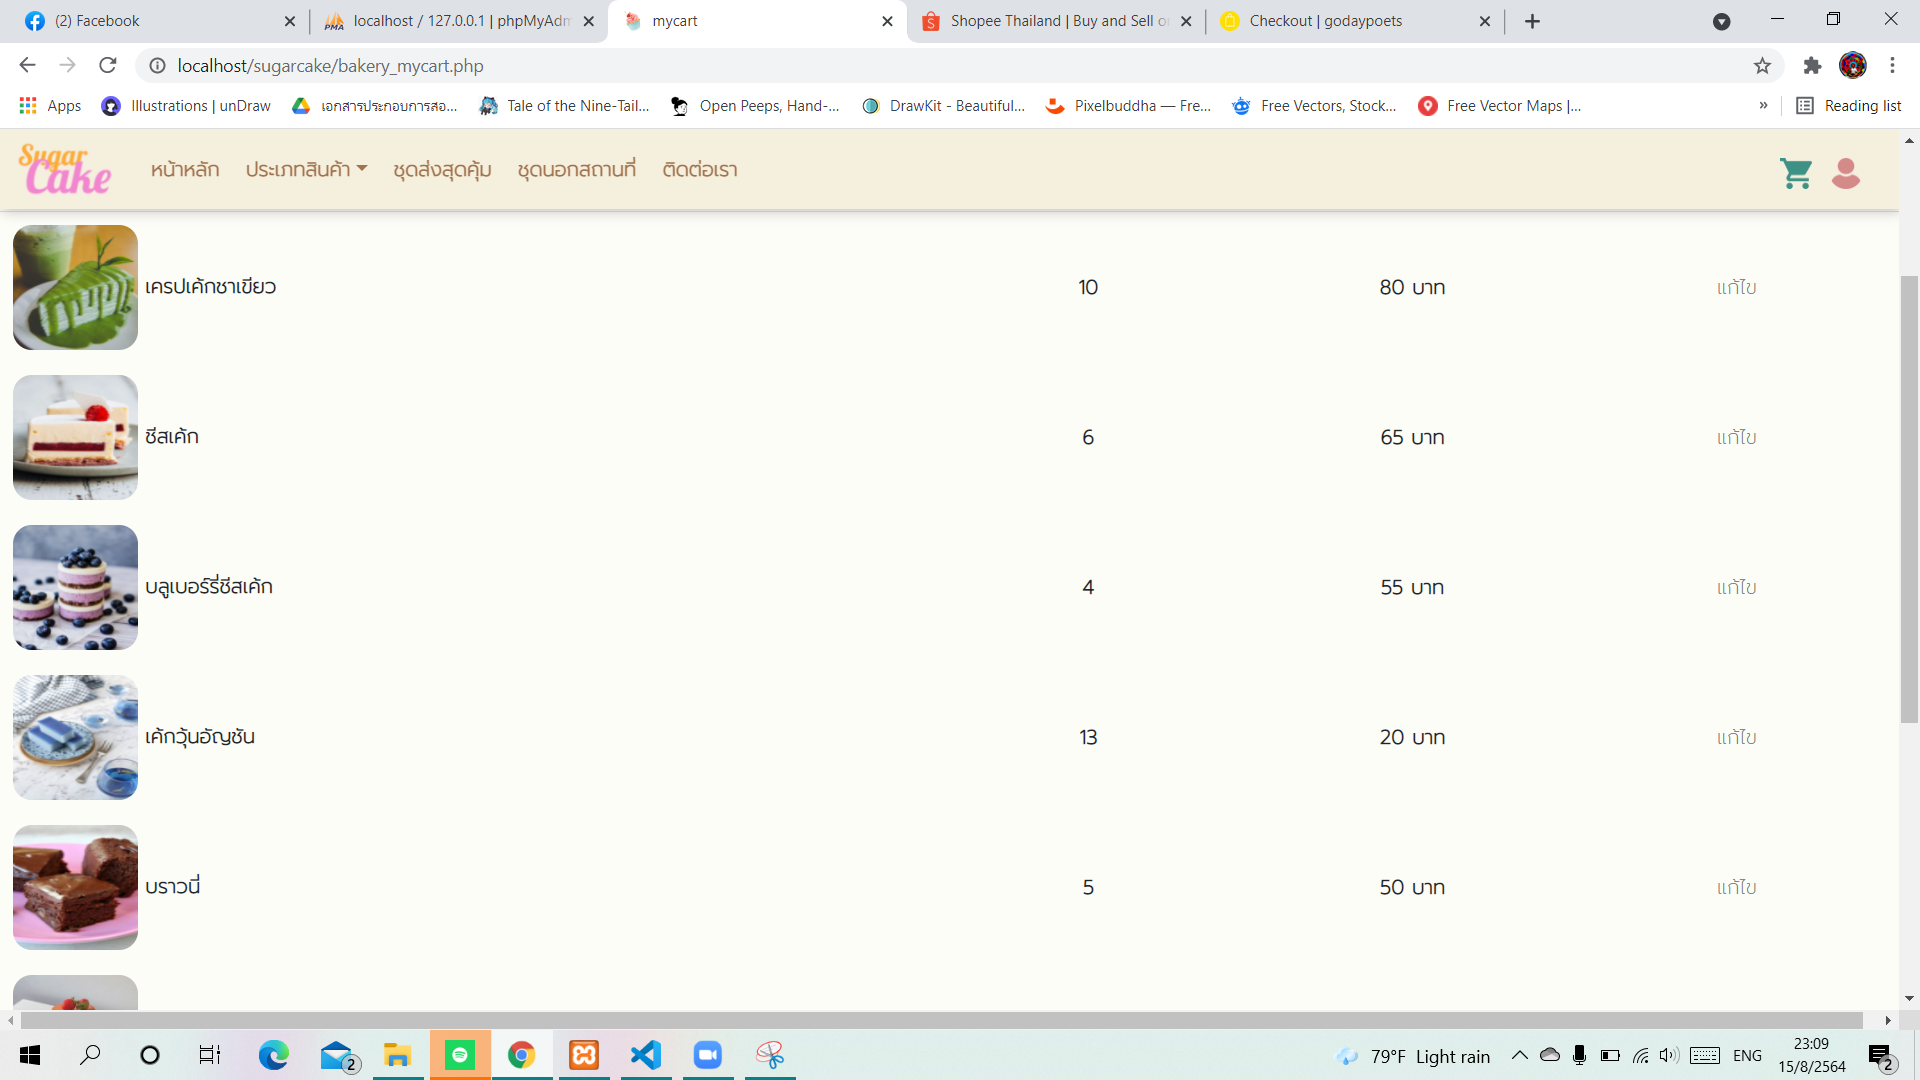 (2) Facebook
localhost / 127.0.0.1 | phpMyAdm
mycart
Shopee Thailand | Buy and Sell o
Checkout | godaypoets
localhost/sugarcake/bakery_mycart.php
Apps
Illustrations | unDraw
เอกสารประกอบการสอ...
Tale of the Nine-Tail...
Open Peeps, Hand-...
DrawKit - Beautiful...
Pixelbuddha — Fre...
Free Vectors, Stock...
Free Vector Maps |...
»
Reading list
Sugar
Cake
หน้าหลัก
ประเภทสินค้า
ชุดส่งสุดคุ้ม
ชุดนอกสถานที่
ติดต่อเรา
เครปเค้กชาเขียว 10 80 บาท แก้ไข
ชีสเค้ก 6 65 บาท แก้ไข
บลูเบอร์รี่ชีสเค้ก 4 55 บาท แก้ไข
เค้กวุ้นอัญชัน 13 20 บาท แก้ไข
บราวนี่ 5 50 บาท แก้ไข
2
79°F Light rain
ENG
23:09
15/8/2564
2